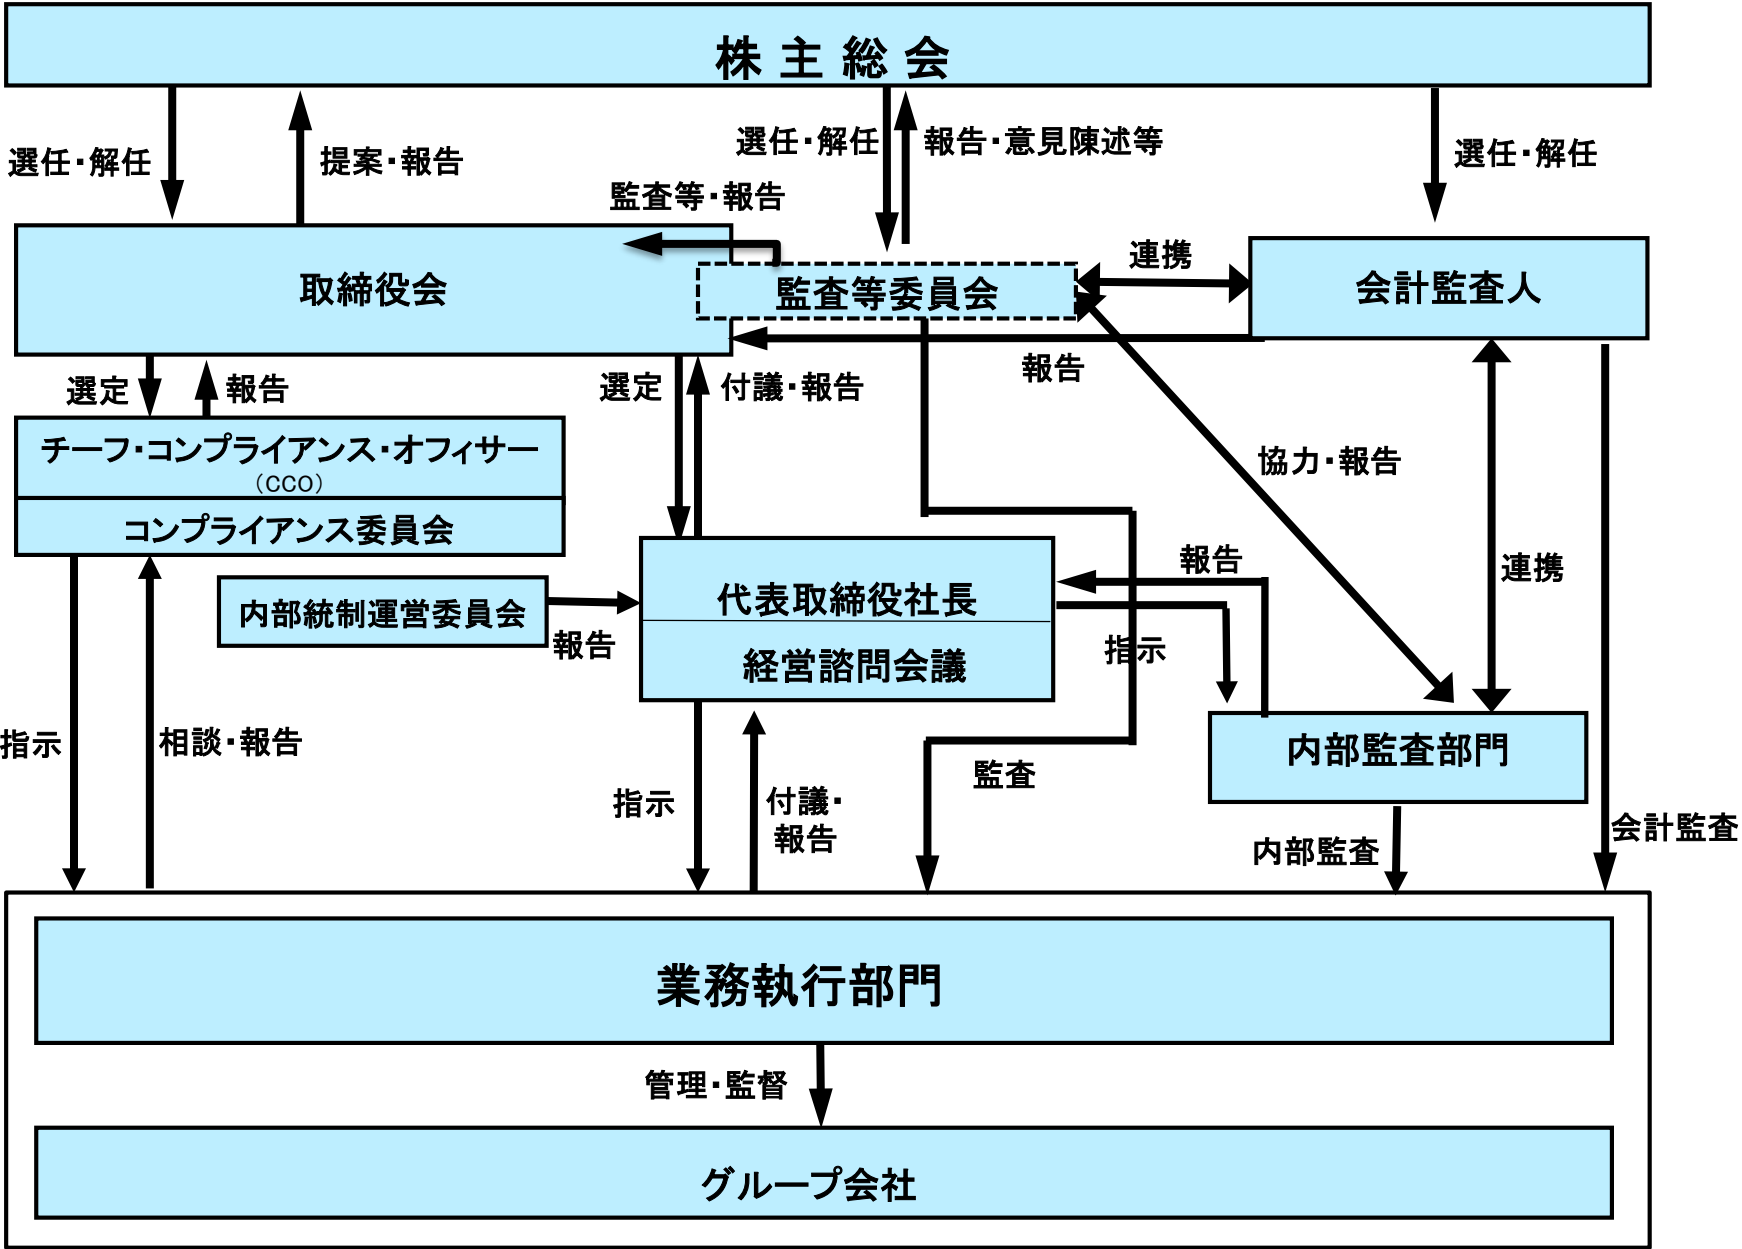 株主総会
選任・解任
提案・報告
選任・解任
報告・意見陳述等
選任・解任
監査等・報告
取締役会
監査等委員会
連携
会計監査人
選定
報告
選定
付議・報告
報告
チーフ・コンプライアンス・オフィサー
（CCO）
コンプライアンス委員会
協力・報告
内部統制運営委員会
報告
代表取締役社長
経営諮問会議
報告
指示
連携
指示
相談・報告
内部監査部門
指示
付議・
報告
監査
内部監査
会計監査
業務執行部門
管理・監督
グループ会社